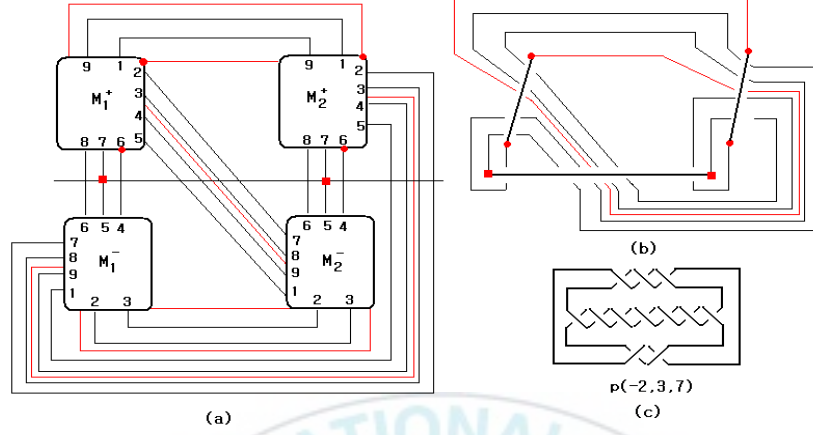 9 1 2 3 4 5 6 7 8
M₁⁺
9 1 2 3 4 5 6 7 8
M₂⁺
6 5 4 7 8 9 1 2 3
M₁⁻
6 5 4 7 8 9 1 2 3
M₂⁻
(a)
(b)
p(-2,3,7)
(c)
ATIONAL